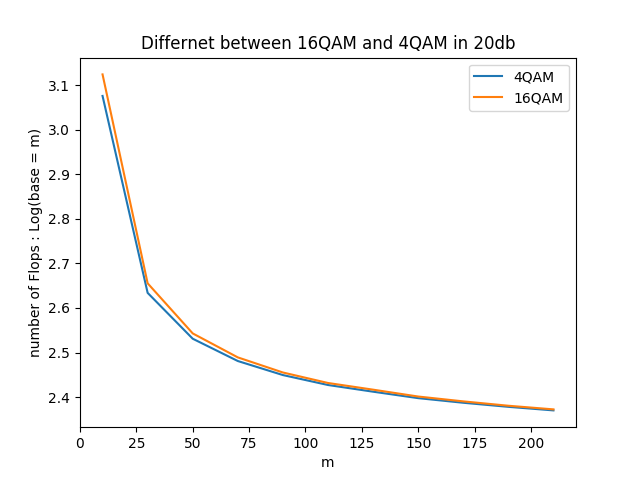 Differnet between 16QAM and 4QAM in 20db
4QAM
16QAM
3.1
3.0
2.9
2.8
2.7
2.6
2.5
2.4
number of Flops : Log(base = m)
0 25 50 75 100 125 150 175 200
m